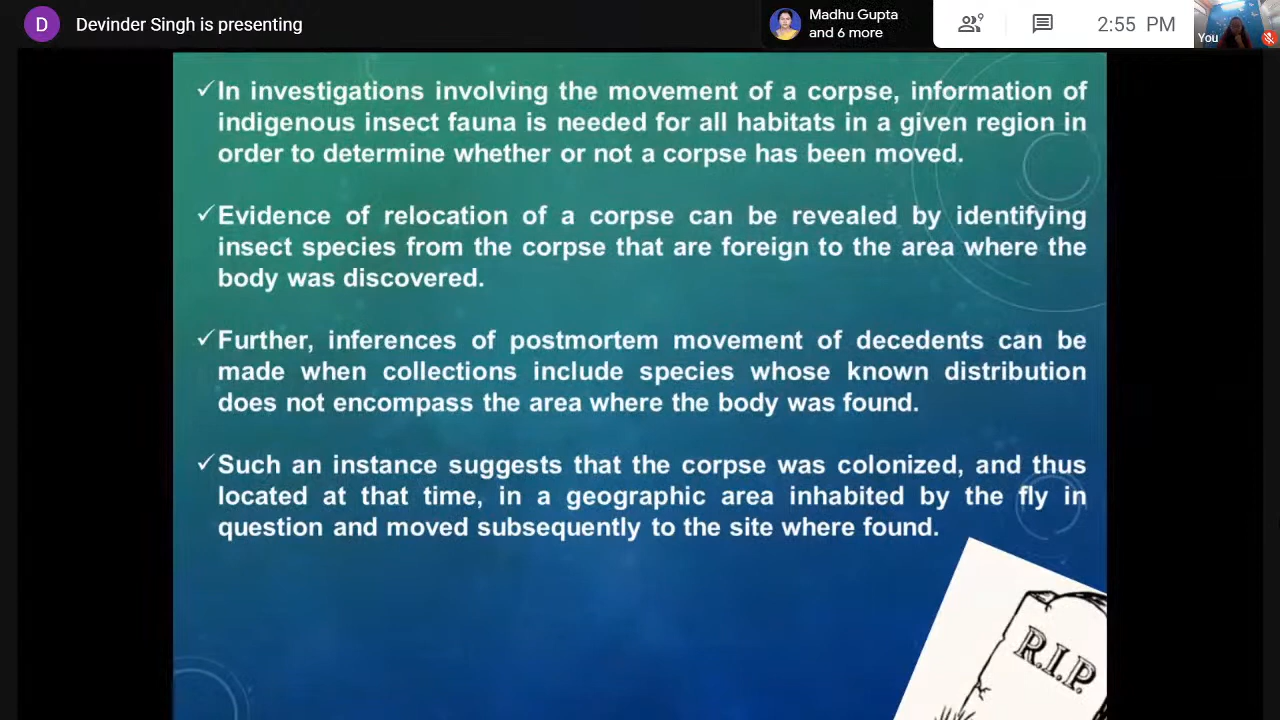 D
Devinder Singh is presenting
Madhu Gupta
and 6 more
9
2:55 PM
You
✓In investigations involving the movement of a corpse, information of
indigenous insect fauna is needed for all habitats in a given region in
order to determine whether or not a corpse has been moved.
✓Evidence of relocation of a corpse can be revealed by identifying
insect species from the corpse that are foreign to the area where the
body was discovered.
✓Further, inferences of postmortem movement of decedents can be
made when collections include species whose known distribution
does not encompass the area where the body was found.
✓Such an instance suggests that the corpse was colonized, and thus
located at that time, in a geographic area inhabited by the fly in
question and moved subsequently to the site where found.
R.I.P.